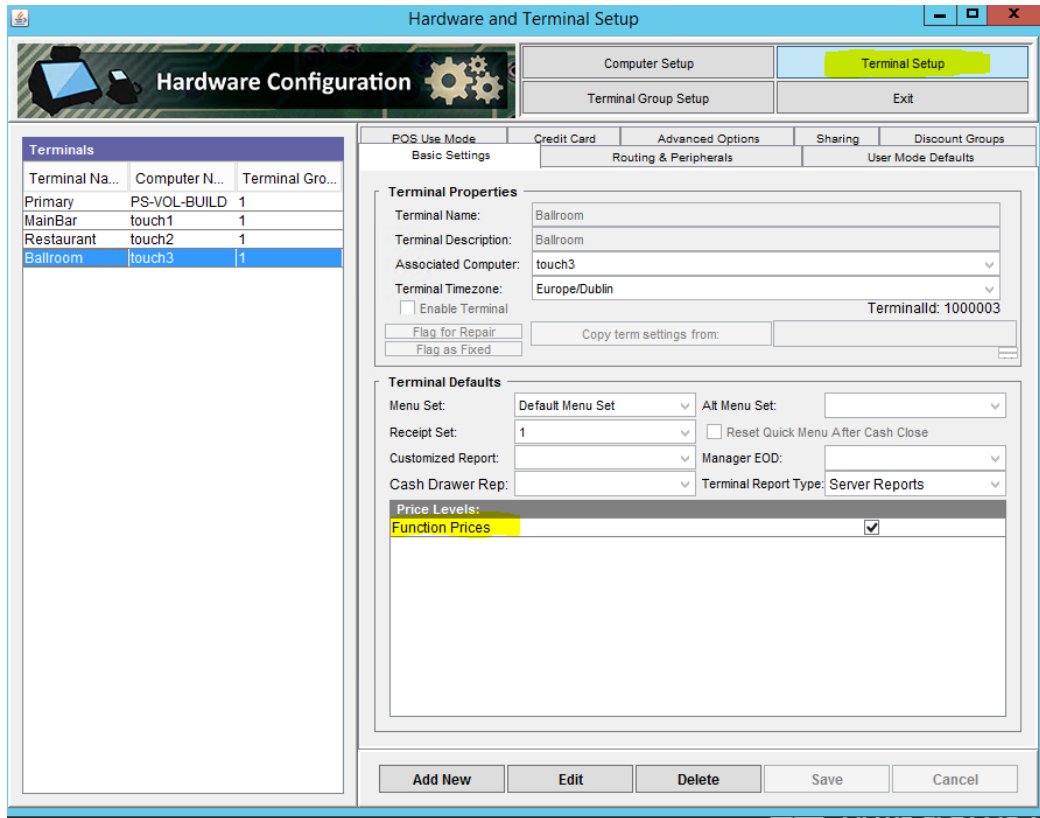 Hardware and Terminal Setup
Hardware Configuration
Computer Setup
Terminal Setup
Terminal Group Setup
Exit
Terminals
Terminal Na... Computer N... Terminal Gro...
Primary PS-VOL-BUILD 1
MainBar touch1 1
Restaurant touch2 1
Ballroom touch3 1
POS Use Mode Credit Card Advanced Options Sharing Discount Groups
Basic Settings Routing & Peripherals User Mode Defaults
Terminal Properties
Terminal Name: Ballroom
Terminal Description: Ballroom
Associated Computer: touch3
Terminal Timezone: Europe/Dublin
Enable Terminal TerminalId: 1000003
Flag for Repair Copy term settings from:
Flag as Fixed
Terminal Defaults
Menu Set: Default Menu Set Alt Menu Set:
Receipt Set: 1 Reset Quick Menu After Cash Close
Customized Report: Manager EOD:
Cash Drawer Rep: Terminal Report Type: Server Reports
Price Levels:
Function Prices
Add New Edit Delete Save Cancel